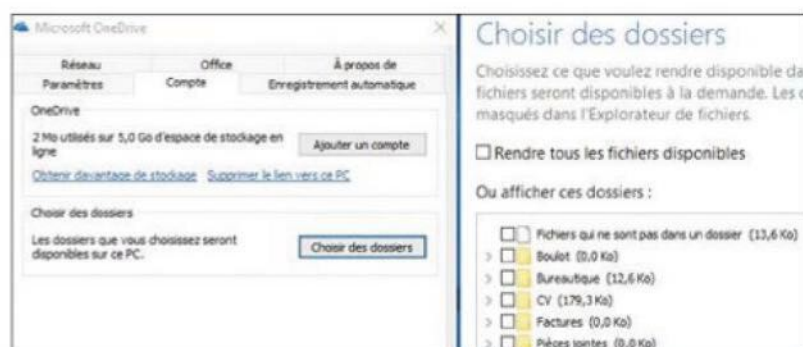 Microsoft OneDrive
Réseau Office À propos de
Paramètres Compte Enregistrement automatique
OneDrive
2 Mo utilisés sur 5,0 Go d'espace de stockage en
ligne
Ajouter un compte
Obtenir davantage de stockage Supprimer le lien vers ce PC
Choisir des dossiers
Les dossiers que vous choisissez seront
disponibles sur ce PC.
Choisir des dossiers
Choisir des dossiers
Choisissez ce que voulez rendre disponible da
fichiers seront disponibles à la demande. Les d
masqués dans l'Explorateur de fichiers.
Rendre tous les fichiers disponibles
Ou afficher ces dossiers :
Fichiers qui ne sont pas dans un dossier (13,6 Ko)
Boulot (0,0 Ko)
Bureautique (12,6 Ko)
CV (179,3 Ko)
Factures (0,0 Ko)
Pièces jointes (0,0 Ko)